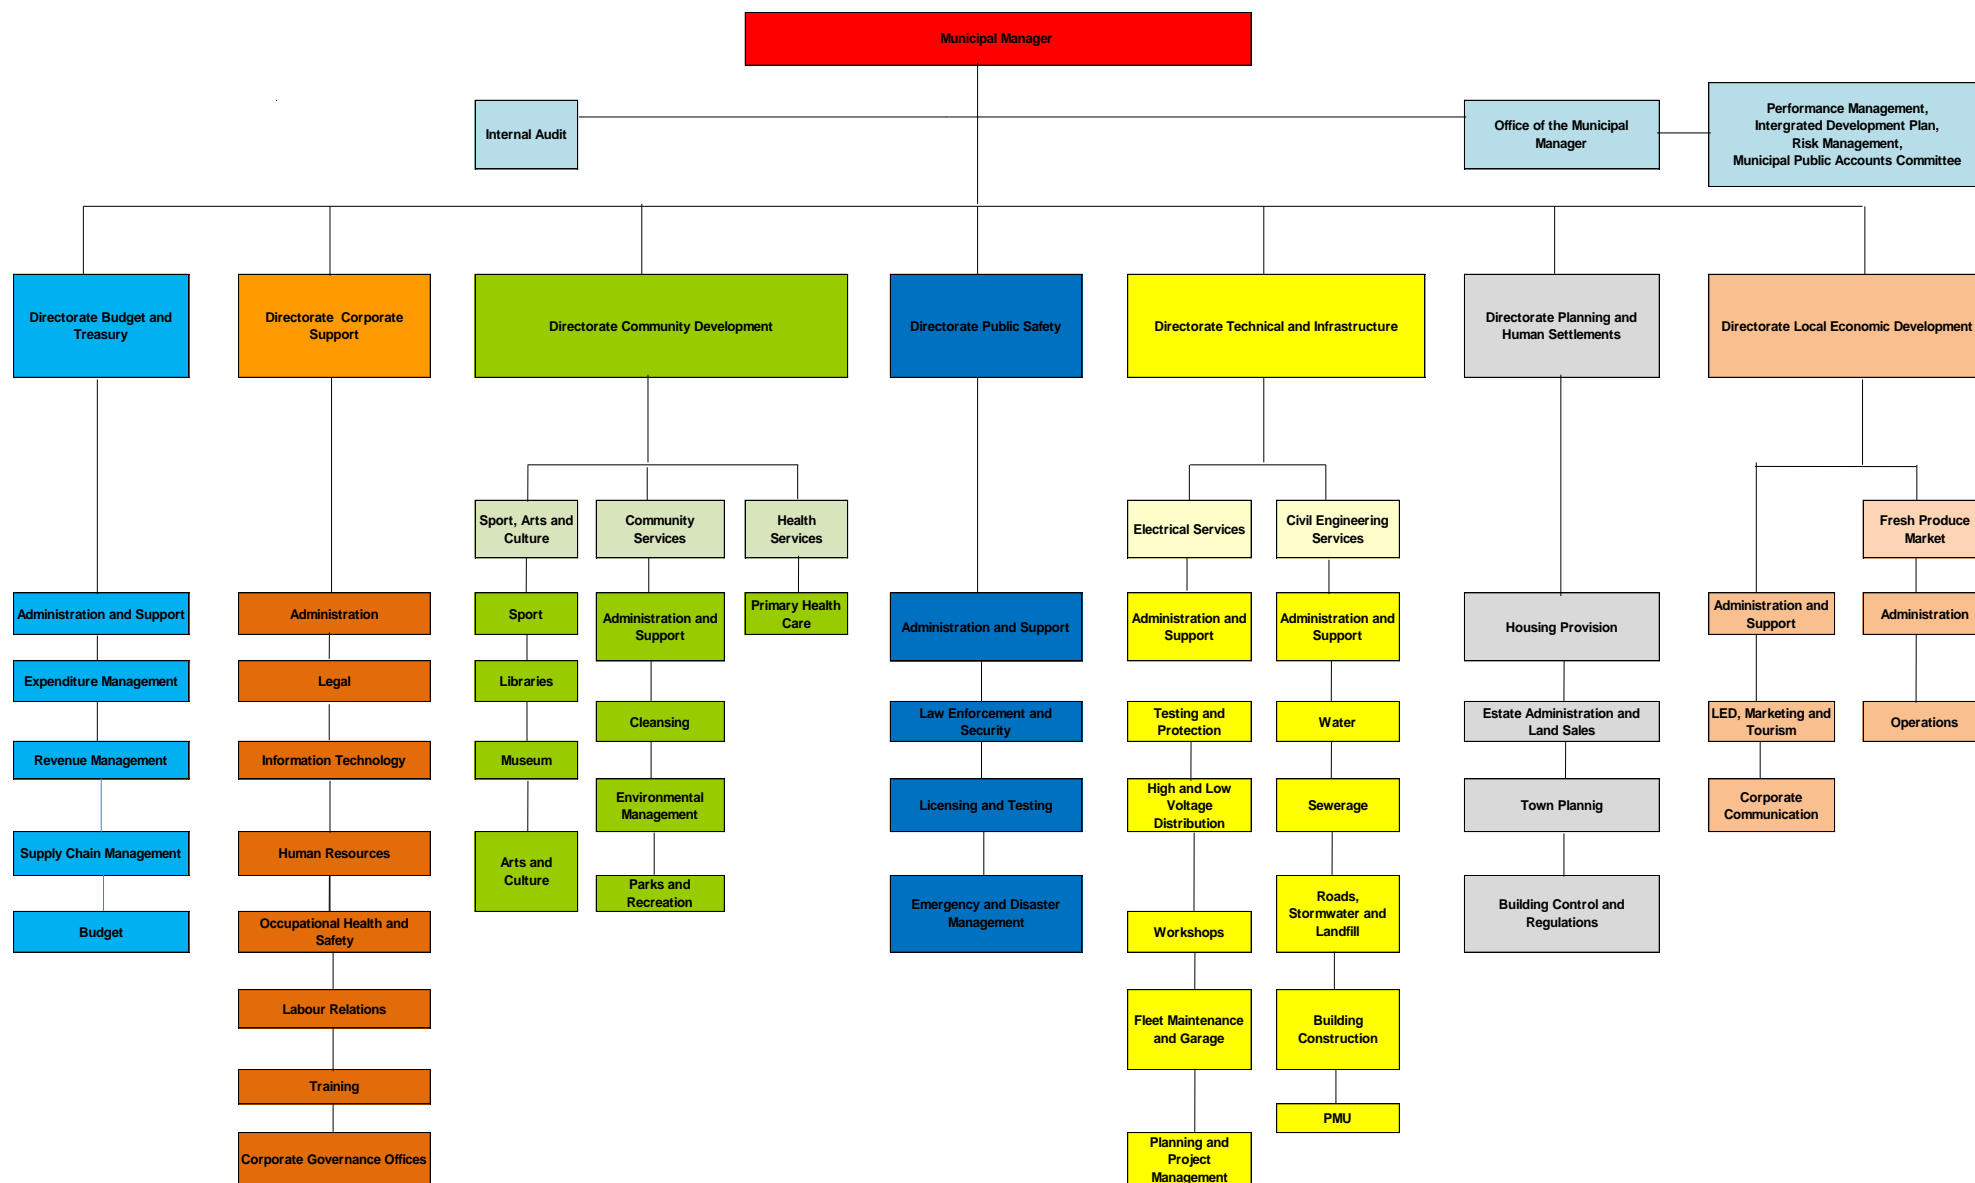 Municipal Manager
Internal Audit
Office of the Municipal
Manager
Performance Management,
Intergrated Development Plan,
Risk Management,
Municipal Public Accounts Committee
Directorate Budget and
Treasury
Directorate Corporate
Support
Directorate Community Development
Directorate Public Safety
Directorate Technical and Infrastructure
Directorate Planning and
Human Settlements
Directorate Local Economic Development
Sport, Arts and
Culture
Community
Services
Health
Services
Electrical Services
Civil Engineering
Services
Fresh Produce
Market
Administration and Support
Administration
Sport
Administration and
Support
Primary Health
Care
Administration and Support
Administration and
Support
Administration and
Support
Housing Provision
Administration and
Support
Administration
Expenditure Management
Legal
Libraries
Cleansing
Law Enforcement and
Security
Testing and
Protection
Water
Estate Administration and
Land Sales
LED, Marketing and
Tourism
Operations
Revenue Management
Information Technology
Museum
Environmental
Management
Licensing and Testing
High and Low
Voltage
Distribution
Sewerage
Town Plannig
Corporate
Communication
Supply Chain Management
Human Resources
Arts and
Culture
Parks and
Recreation
Emergency and Disaster
Management
Workshops
Roads,
Stormwater and
Landfill
Building Control and
Regulations
Budget
Occupational Health and
Safety
Labour Relations
Fleet Maintenance
and Garage
Building
Construction
Training
PMU
Corporate Governance Offices
Planning and
Project
Management